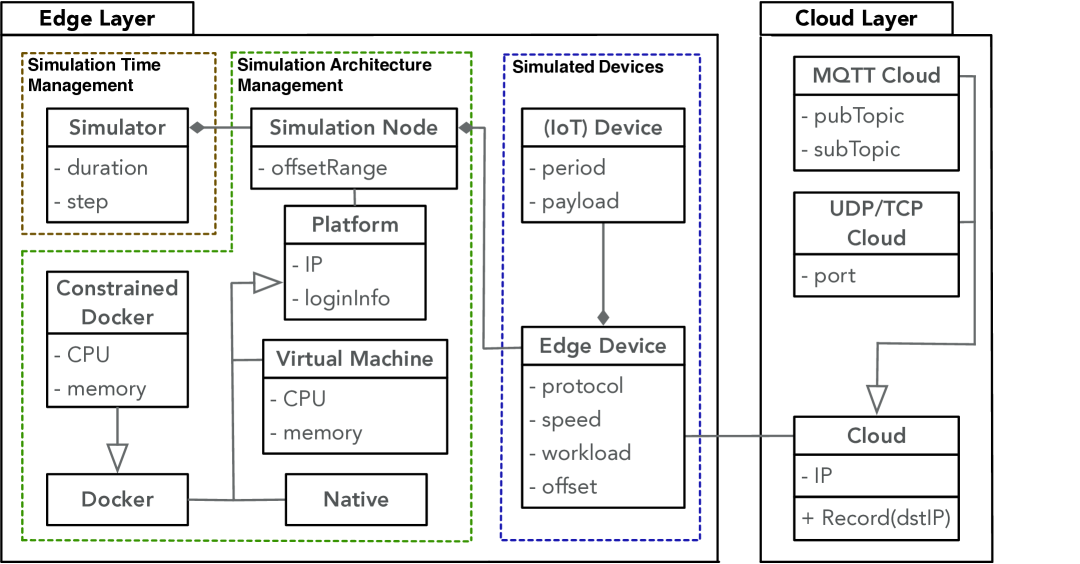 Edge Layer
Simulation Time
Management
Simulator
- duration
- step
Simulation Architecture
Management
Simulation Node
- offsetRange
Platform
- IP
- loginInfo
Constrained
Docker
- CPU
- memory
Virtual Machine
- CPU
- memory
Docker
Native
Simulated Devices
(IoT) Device
- period
- payload
Edge Device
- protocol
- speed
- workload
- offset
Cloud Layer
MQTT Cloud
- pubTopic
- subTopic
UDP/TCP
Cloud
- port
Cloud
- IP
+ Record(dstIP)